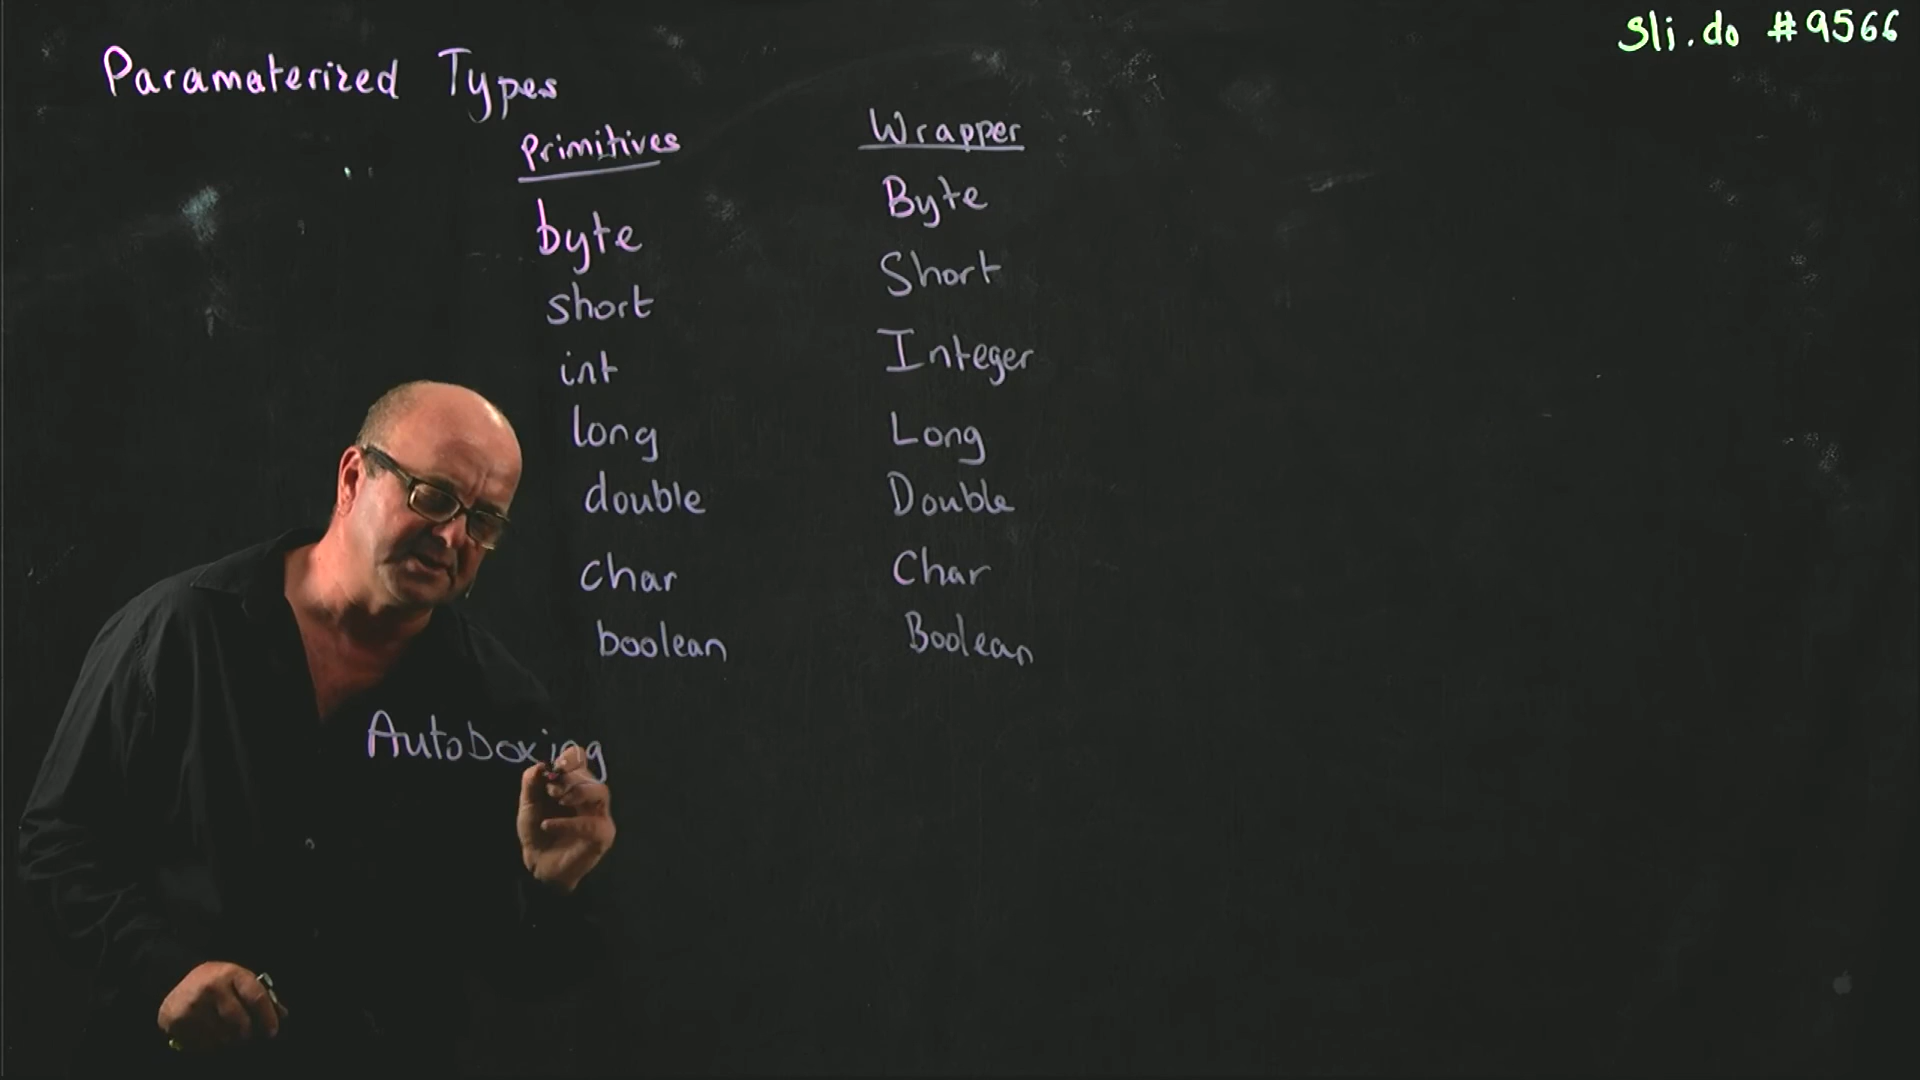 Sli.do #9566
Paramaterized Types
Primitives Wrapper
byte Byte
short Short
int Integer
long Long
double Double
char Char
boolean Boolean
Autoboxing